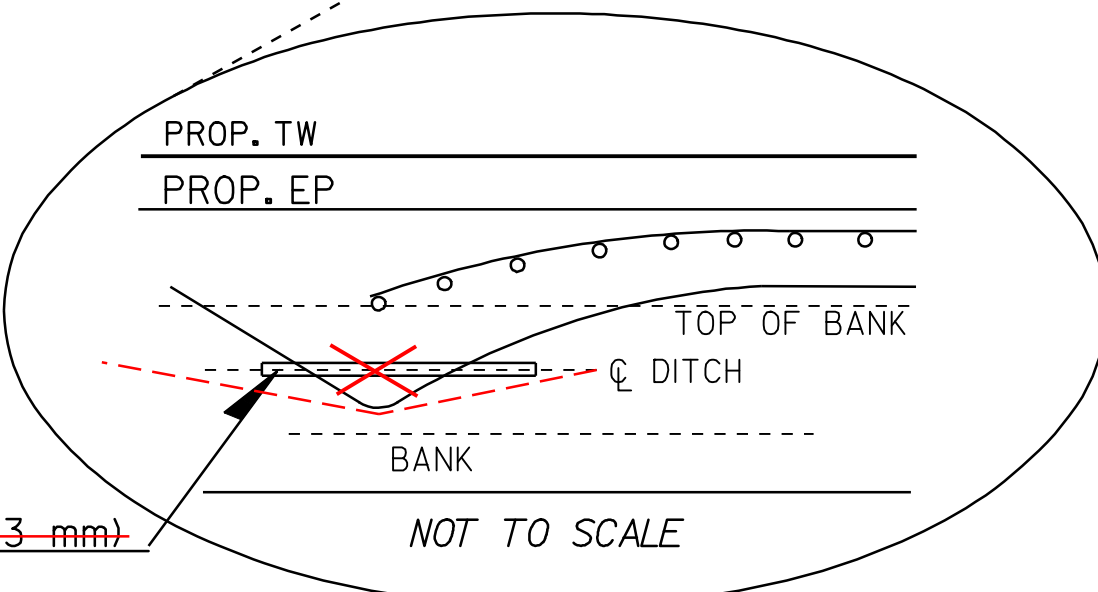 PROP. TW
PROP. EP
TOP OF BANK
℄ DITCH
BANK
3 mm)
NOT TO SCALE